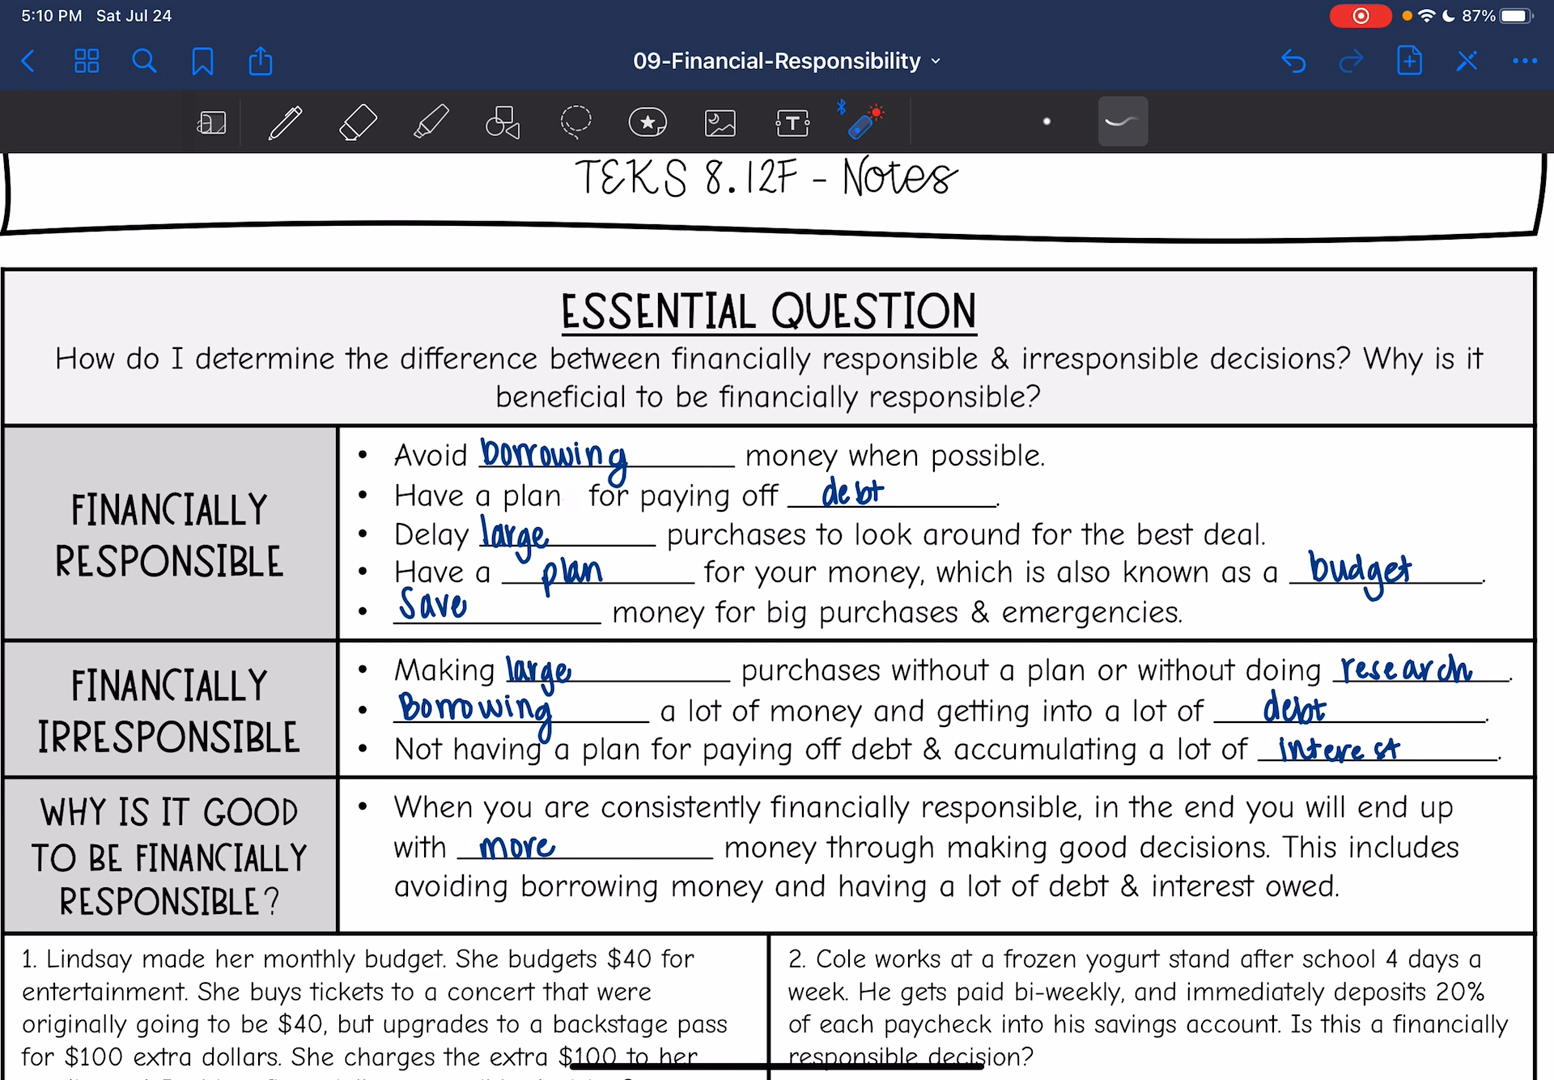 5:10 PM Sat Jul 24
87%
09-Financial-Responsibility
T
TEKS 8.12F - Notes
ESSENTIAL QUESTION
How do I determine the difference between financially responsible & irresponsible decisions? Why is it
beneficial to be financially responsible?
FINANCIALLY
RESPONSIBLE
• Avoid borrowing money when possible.
• Have a plan for paying off debt.
• Delay large purchases to look around for the best deal.
• Have a plan for your money, which is also known as a budget.
• Save money for big purchases & emergencies.
FINANCIALLY
IRRESPONSIBLE
• Making large purchases without a plan or without doing research.
• Borrowing a lot of money and getting into a lot of debt.
• Not having a plan for paying off debt & accumulating a lot of interest.
WHY IS IT GOOD
TO BE FINANCIALLY
RESPONSIBLE?
• When you are consistently financially responsible, in the end you will end up
with more money through making good decisions. This includes
avoiding borrowing money and having a lot of debt & interest owed.
1. Lindsay made her monthly budget. She budgets $40 for
entertainment. She buys tickets to a concert that were
originally going to be $40, but upgrades to a backstage pass
for $100 extra dollars. She charges the extra $100 to her
2. Cole works at a frozen yogurt stand after school 4 days a
week. He gets paid bi-weekly, and immediately deposits 20%
of each paycheck into his savings account. Is this a financially
responsible decision?